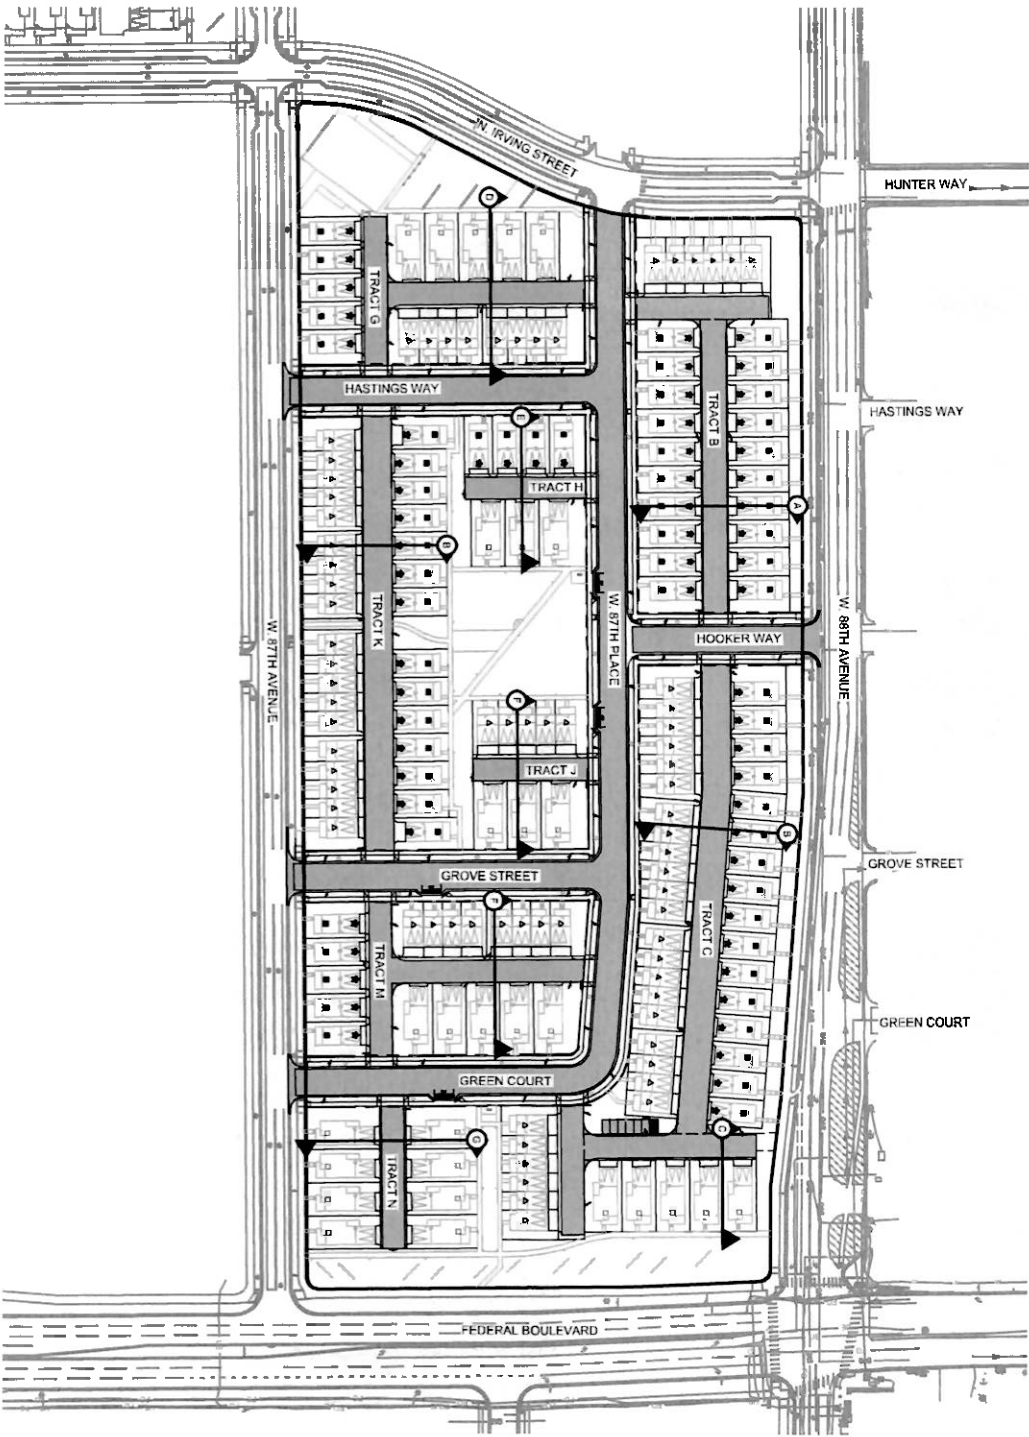 N. IRVING STREET
HUNTER WAY
D
TRACT G
HASTINGS WAY
TRACT B
HASTINGS WAY
E
TRACT H
A
B
TRACT K
W. 87TH PLACE
HOOKER WAY
W. 87TH AVENUE
W. 88TH AVENUE
F
TRACT J
B
GROVE STREET
GROVE STREET
F
TRACT M
TRACT C
GREEN COURT
GREEN COURT
C
G
TRACT N
FEDERAL BOULEVARD